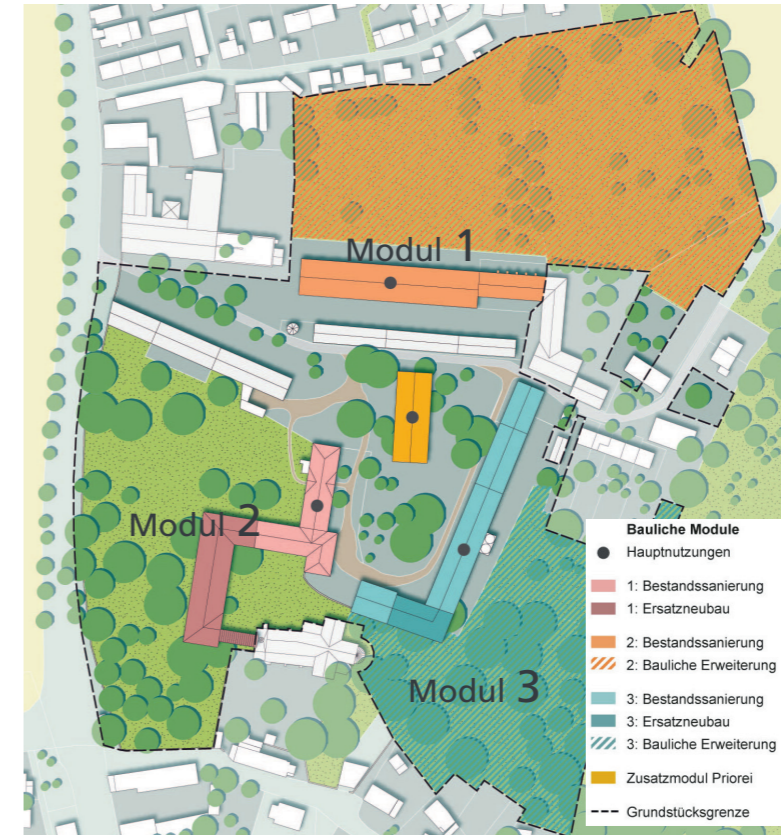 Modul 1
Modul 2
Modul 3
Bauliche Module
Hauptnutzungen
1: Bestandssanierung
1: Ersatzneubau
2: Bestandssanierung
2: Bauliche Erweiterung
3: Bestandssanierung
3: Ersatzneubau
3: Bauliche Erweiterung
Zusatzmodul Priorei
Grundstücksgrenze